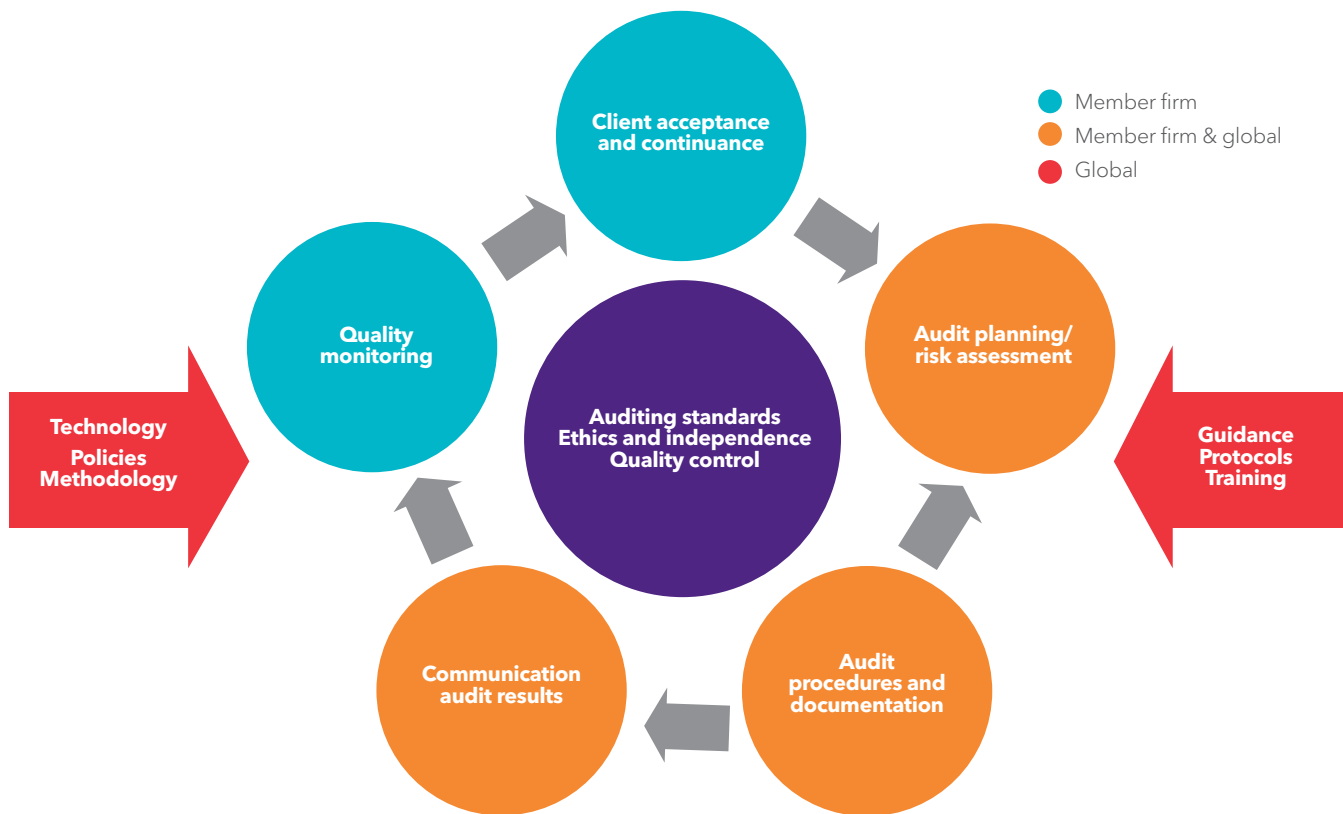 Client acceptance
and continuance
Member firm
Member firm & global
Global
Quality
monitoring
Audit planning/
risk assessment
Auditing standards
Ethics and independence
Quality control
Technology
Policies
Methodology
Guidance
Protocols
Training
Communication
audit results
Audit
procedures and
documentation